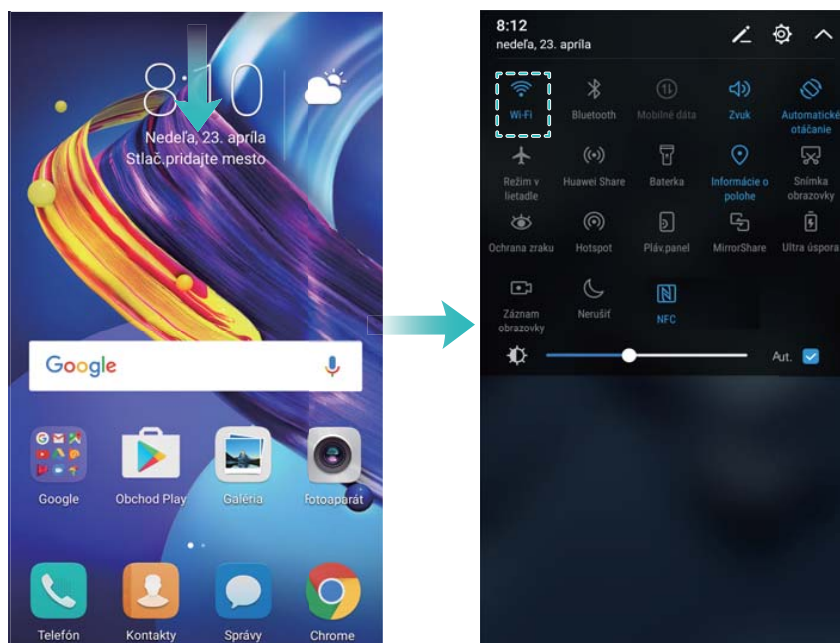 8:10
Nedeľa, 23. apríla
Stlač.pridajte mesto
Google
Google
Obchod Play
Galéria
Fotoaparát
Telefón
Kontakty
Správy
Chrome
8:12
nedeľa, 23. apríla
Wi-Fi
Bluetooth
Mobilné dáta
Zvuk
Automatické
otáčanie
Režim v
lietadle
Huawei Share
Baterka
Informácie o
polohe
Snímka
obrazovky
Ochrana zraku
Hotspot
Pláv.panel
MirrorShare
Ultra úspora
Záznam
obrazovky
Nerušiť
NFC
Aut.